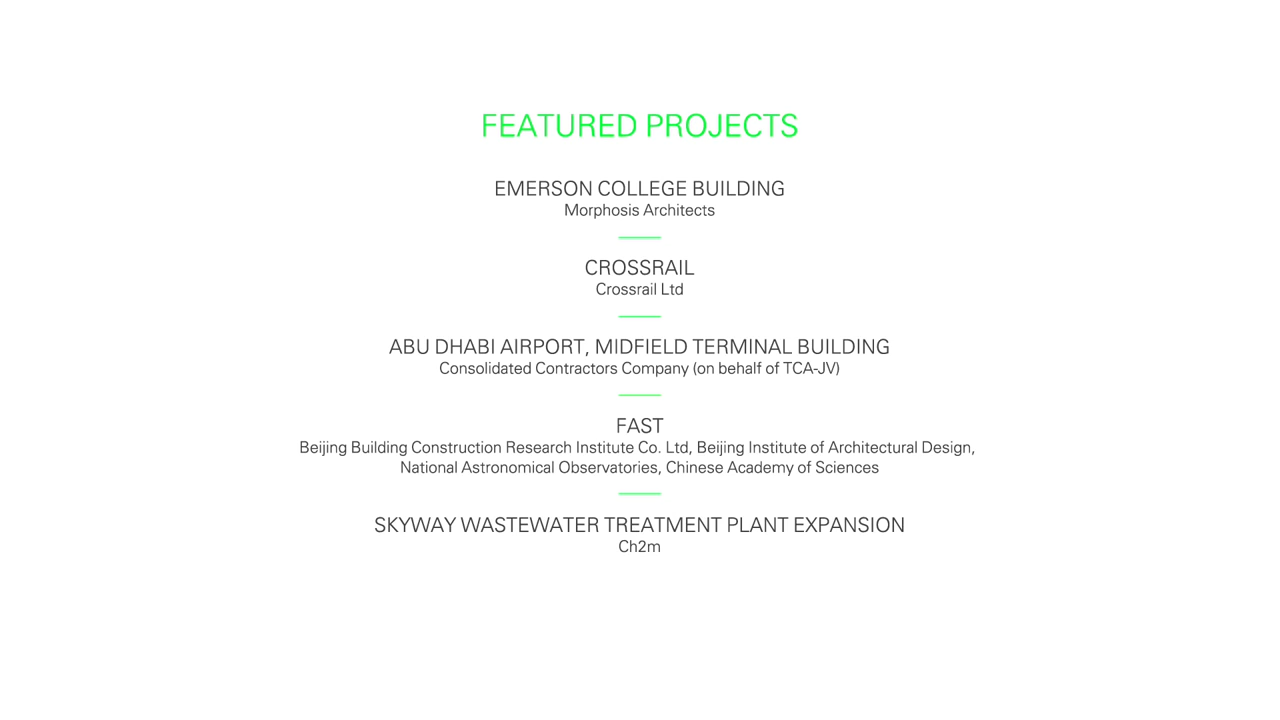 FEATURED PROJECTS
EMERSON COLLEGE BUILDING
Morphosis Architects
CROSSRAIL
Crossrail Ltd
ABU DHABI AIRPORT, MIDFIELD TERMINAL BUILDING
Consolidated Contractors Company (on behalf of TCA-JV)
FAST
Beijing Building Construction Research Institute Co. Ltd, Beijing Institute of Architectural Design,
National Astronomical Observatories, Chinese Academy of Sciences
SKYWAY WASTEWATER TREATMENT PLANT EXPANSION
Ch2m